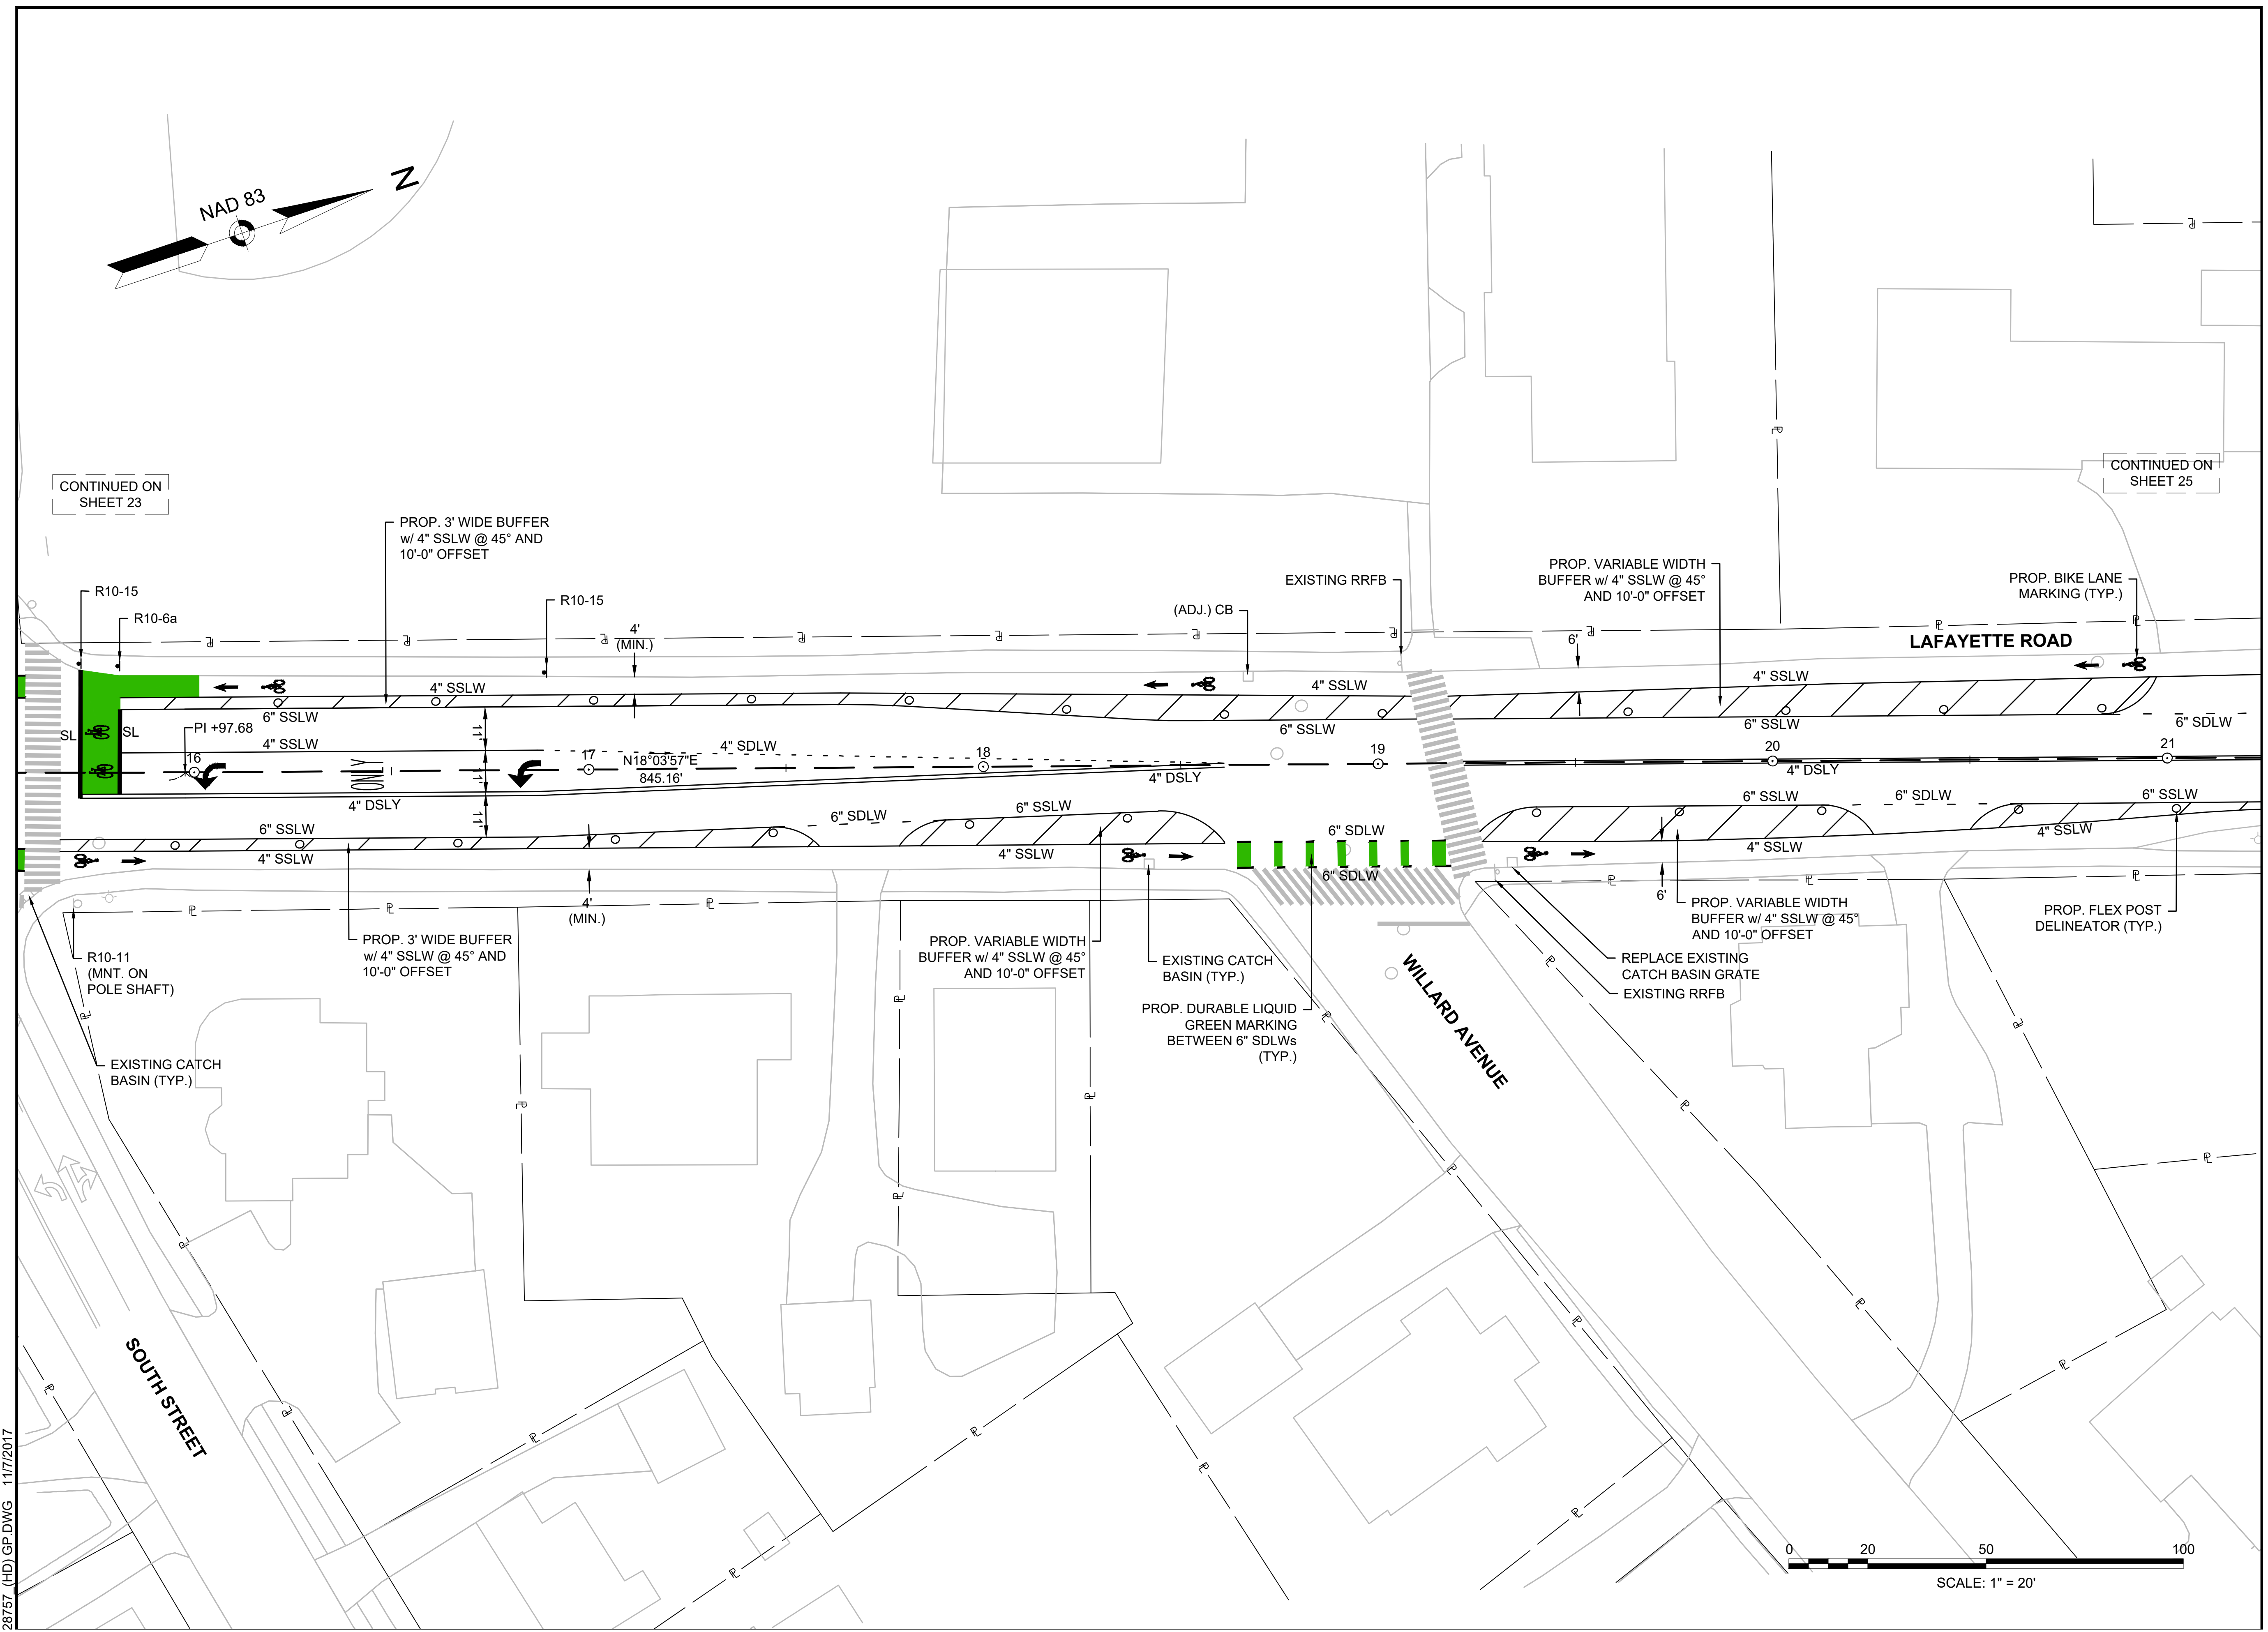 NAD 83
N
CONTINUED ON
SHEET 23
CONTINUED ON
SHEET 25
PROP. 3' WIDE BUFFER
w/ 4" SSLW @ 45° AND
10'-0" OFFSET
PROP. VARIABLE WIDTH
BUFFER w/ 4" SSLW @ 45°
AND 10'-0" OFFSET
PROP. BIKE LANE
MARKING (TYP.)
EXISTING RRFB
(ADJ.) CB
R10-15
R10-6a
R10-15
4'
(MIN.)
6'
LAFAYETTE ROAD
4" SSLW
4" SSLW
4" SSLW
6" SSLW
6" SSLW
6" SSLW
6" SDLW
SL
SL
PI +97.68
4" SSLW
11'
4" SDLW
16
17
18
19
20
21
N18°03'57"E
845.16'
ONLY
11'
4" DSLY
4" DSLY
4" DSLY
11'
6" SSLW
6" SDLW
6" SSLW
6" SDLW
6" SSLW
6" SDLW
6" SSLW
4" SSLW
4" SSLW
6" SDLW
4" SSLW
4" SSLW
4'
(MIN.)
6'
R10-11
(MNT. ON
POLE SHAFT)
PROP. 3' WIDE BUFFER
w/ 4" SSLW @ 45° AND
10'-0" OFFSET
PROP. VARIABLE WIDTH
BUFFER w/ 4" SSLW @ 45°
AND 10'-0" OFFSET
EXISTING CATCH
BASIN (TYP.)
PROP. DURABLE LIQUID
GREEN MARKING
BETWEEN 6" SDLWs
(TYP.)
PROP. VARIABLE WIDTH
BUFFER w/ 4" SSLW @ 45°
AND 10'-0" OFFSET
REPLACE EXISTING
CATCH BASIN GRATE
EXISTING RRFB
PROP. FLEX POST
DELINEATOR (TYP.)
EXISTING CATCH
BASIN (TYP.)
WILLARD AVENUE
SOUTH STREET
0 20 50 100
SCALE: 1" = 20'
28757_(HD) GP.DWG 11/7/2017